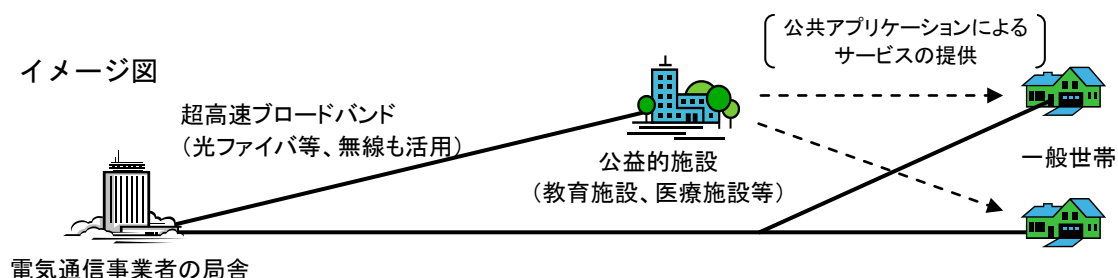 イメージ図
公共アプリケーションによる
サービスの提供
超高速ブロードバンド
（光ファイバ等、無線も活用）
公益的施設
（教育施設、医療施設等）
一般世帯
電気通信事業者の局舎